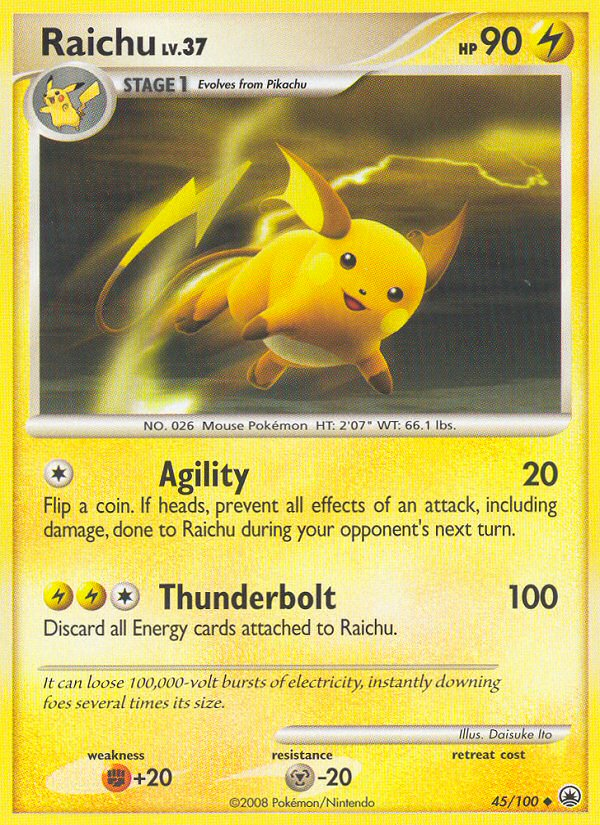 Raichu LV.37
HP 90
STAGE 1 Evolves from Pikachu
NO. 026 Mouse Pokémon HT: 2'07" WT: 66.1 lbs.
Agility 20
Flip a coin. If heads, prevent all effects of an attack, including
damage, done to Raichu during your opponent's next turn.
Thunderbolt 100
Discard all Energy cards attached to Raichu.
It can loose 100,000-volt bursts of electricity, instantly downing
foes several times its size.
Illus. Daisuke Ito
weakness resistance retreat cost
+20 -20
©2008 Pokémon/Nintendo 45/100